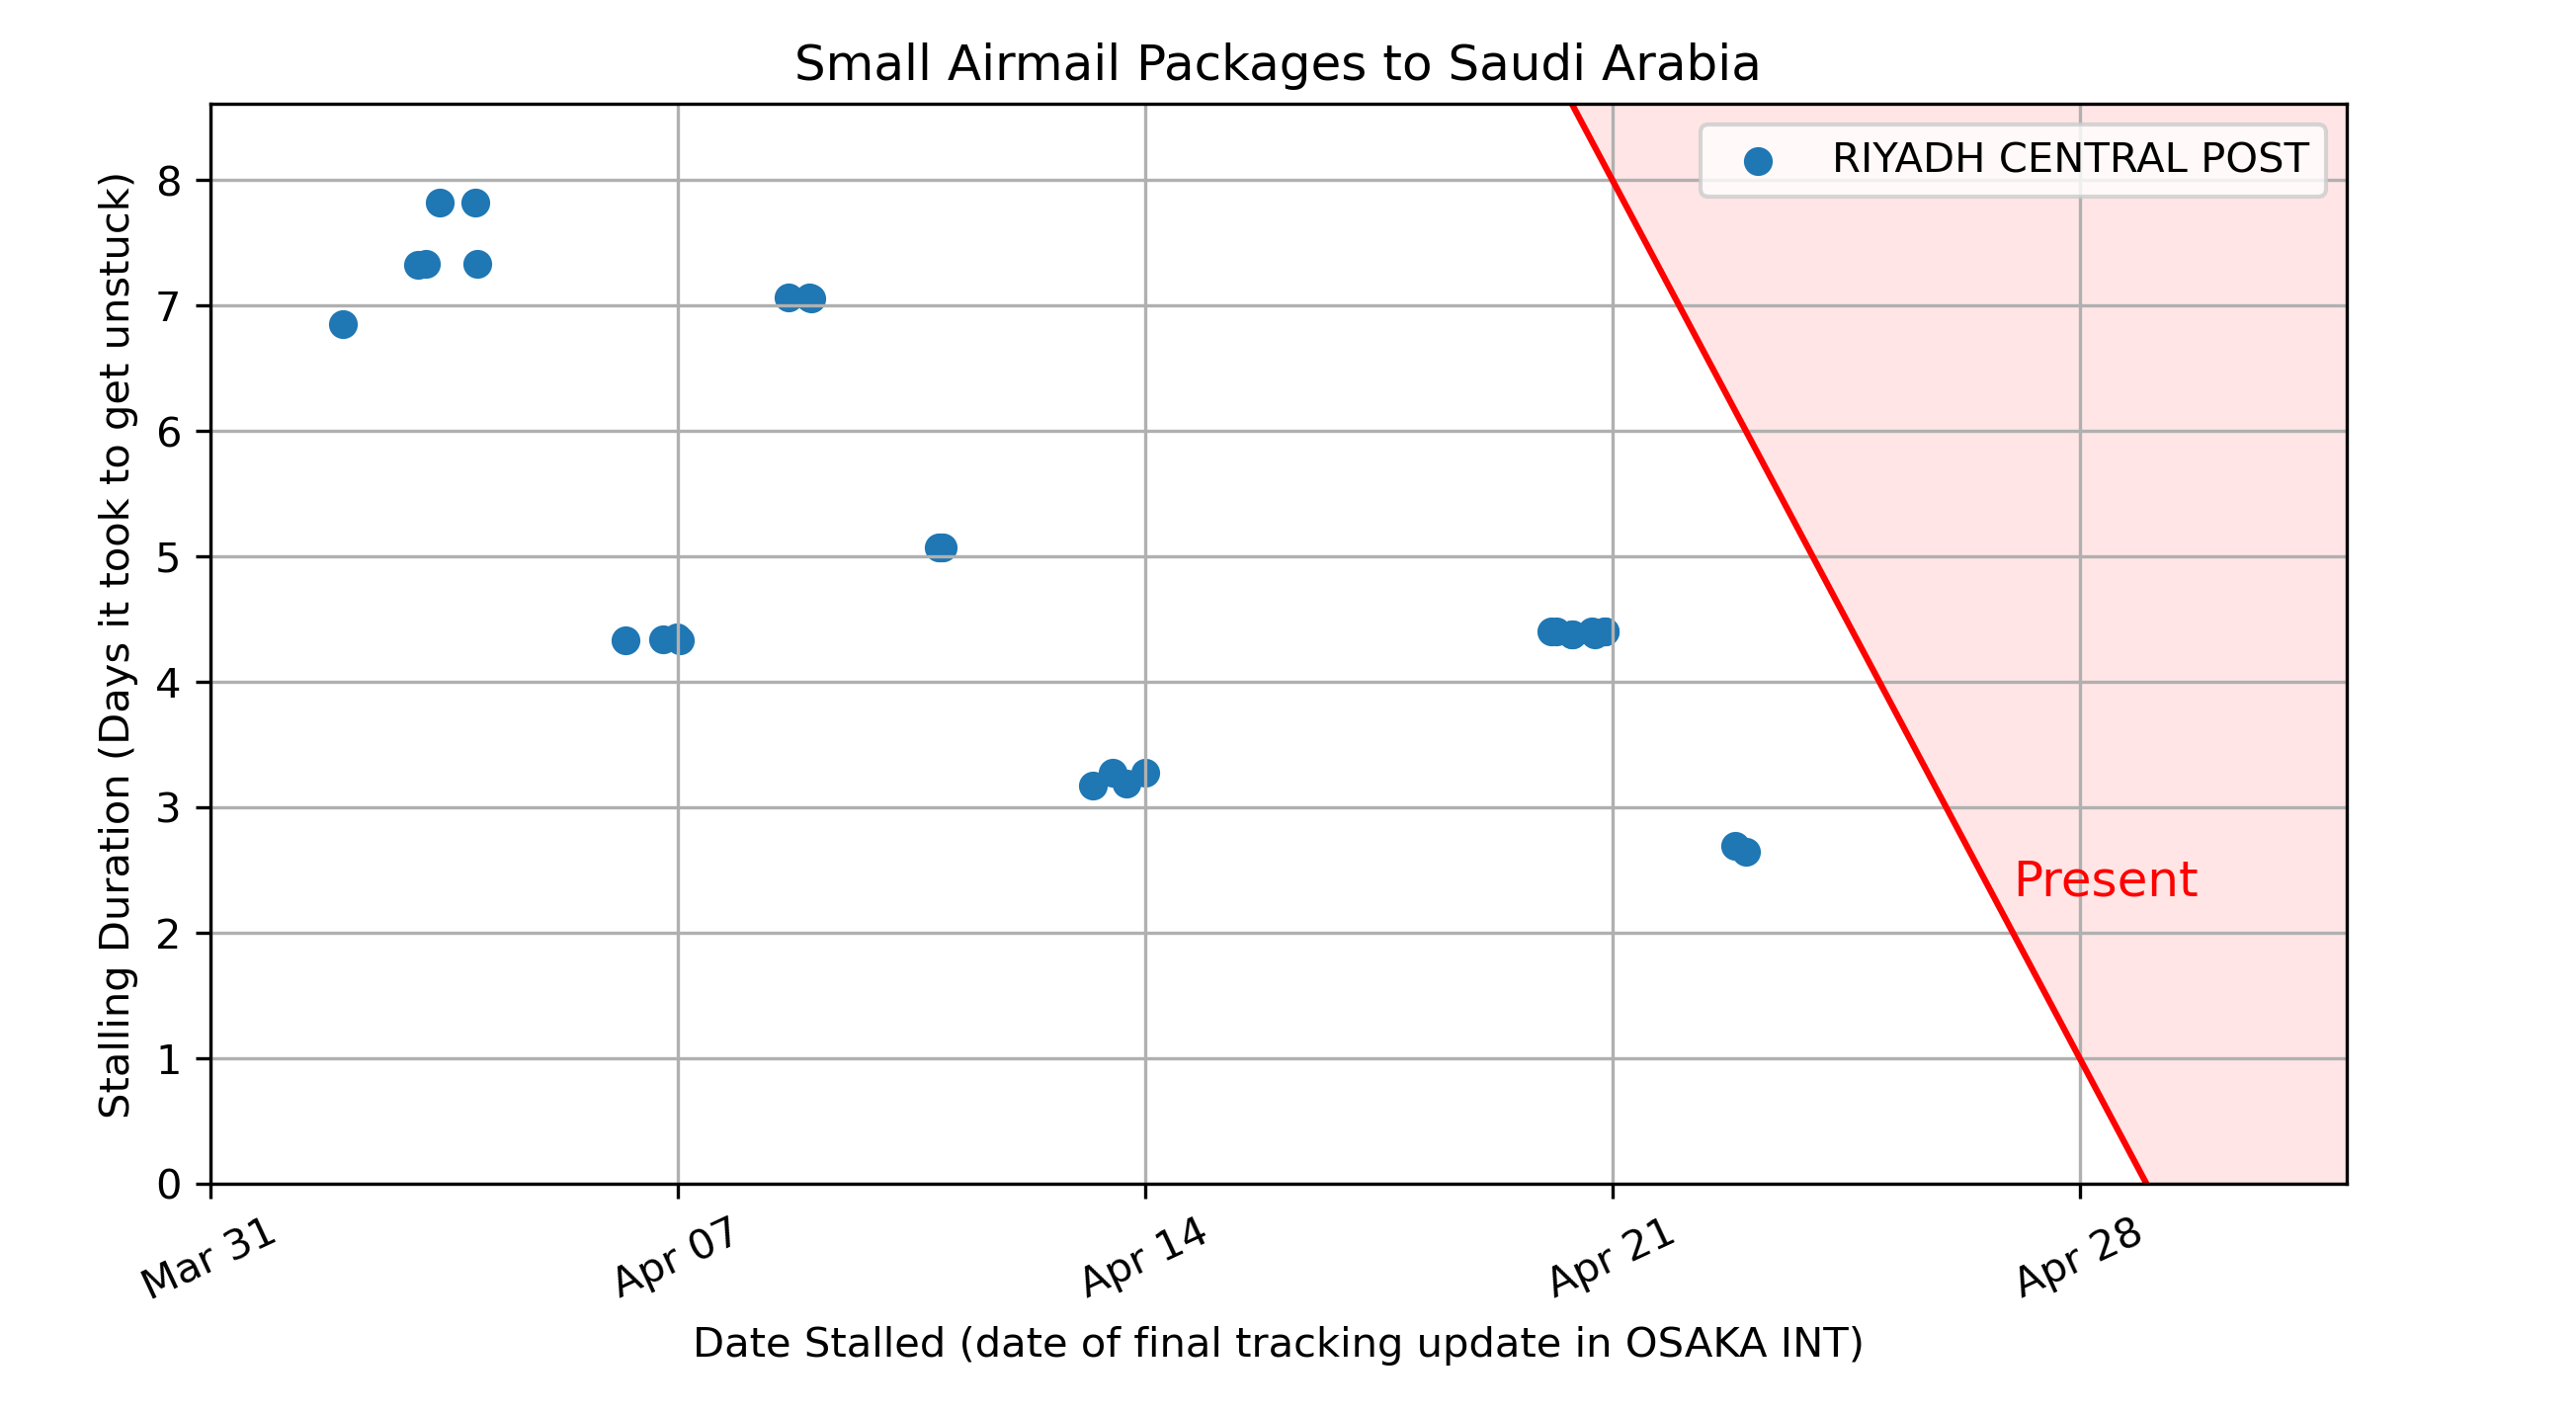 Small Airmail Packages to Saudi Arabia
RIYADH CENTRAL POST
Stalling Duration (Days it took to get unstuck)
8
7
6
5
4
3
2
1
0
Present
Mar 31
Apr 07
Apr 14
Apr 21
Apr 28
Date Stalled (date of final tracking update in OSAKA INT)